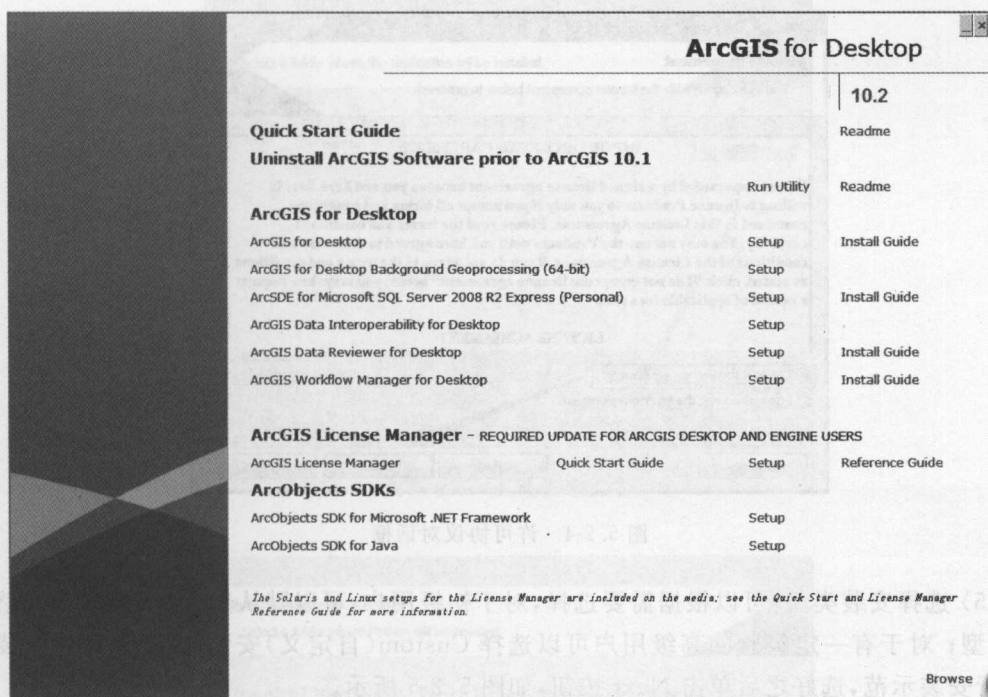 ArcGIS for Desktop
10.2
Quick Start Guide Readme
Uninstall ArcGIS Software prior to ArcGIS 10.1
Run Utility Readme
ArcGIS for Desktop
ArcGIS for Desktop Setup Install Guide
ArcGIS for Desktop Background Geoprocessing (64-bit) Setup
ArcSDE for Microsoft SQL Server 2008 R2 Express (Personal) Setup Install Guide
ArcGIS Data Interoperability for Desktop Setup
ArcGIS Data Reviewer for Desktop Setup Install Guide
ArcGIS Workflow Manager for Desktop Setup Install Guide
ArcGIS License Manager - REQUIRED UPDATE FOR ARCGIS DESKTOP AND ENGINE USERS
ArcGIS License Manager Quick Start Guide Setup Reference Guide
ArcObjects SDKs
ArcObjects SDK for Microsoft .NET Framework Setup
ArcObjects SDK for Java Setup
The Solaris and Linux setups for the License Manager are included on the media; see the Quick Start and License Manager
Reference Guide for more information.
Browse